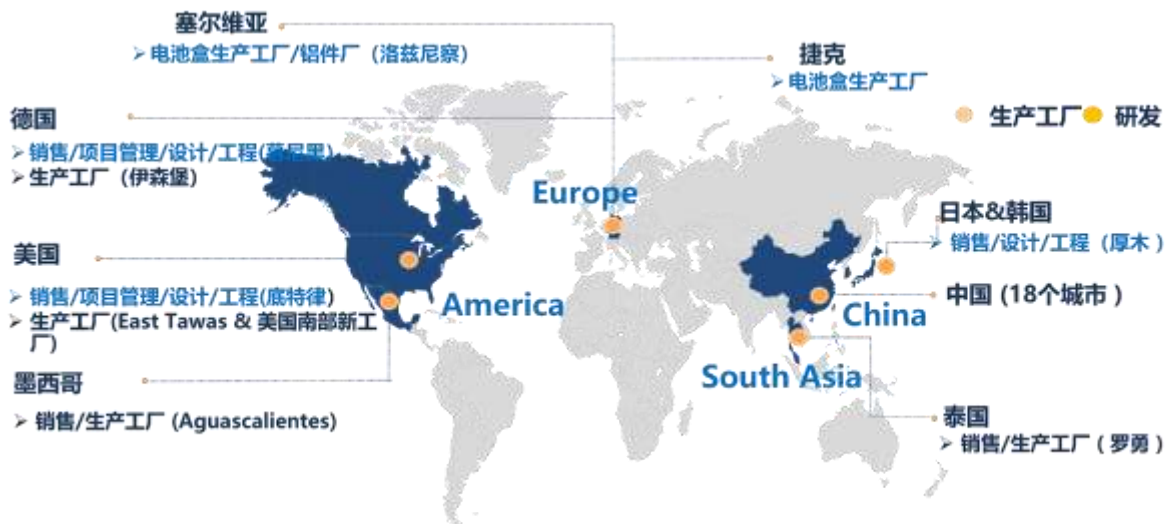 塞尔维亚
➢ 电池盒生产工厂/铝件厂（洛兹尼察）
捷克
➢ 电池盒生产工厂
德国
➢ 销售/项目管理/设计/工程(慕尼黑)
➢ 生产工厂（伊森堡）
生产工厂
研发
Europe
日本&韩国
➢ 销售/设计/工程（厚木）
美国
➢ 销售/项目管理/设计/工程(底特律)
➢ 生产工厂(East Tawas & 美国南部新工
厂)
America
中国 (18个城市)
China
South Asia
墨西哥
➢ 销售/生产工厂 (Aguascalientes)
泰国
➢ 销售/生产工厂（罗勇）